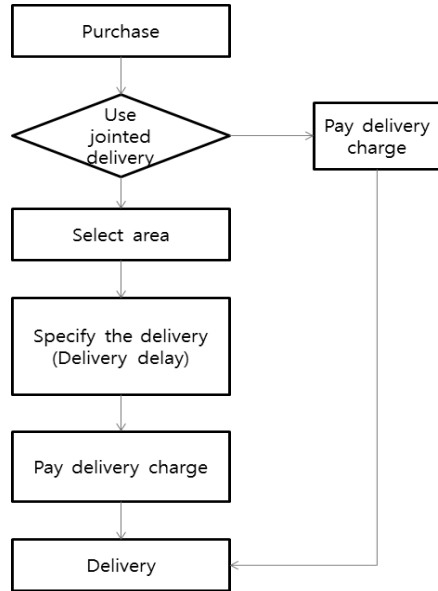 Purchase
Use
jointed
delivery
Pay delivery
charge
Select area
Specify the delivery
(Delivery delay)
Pay delivery charge
Delivery